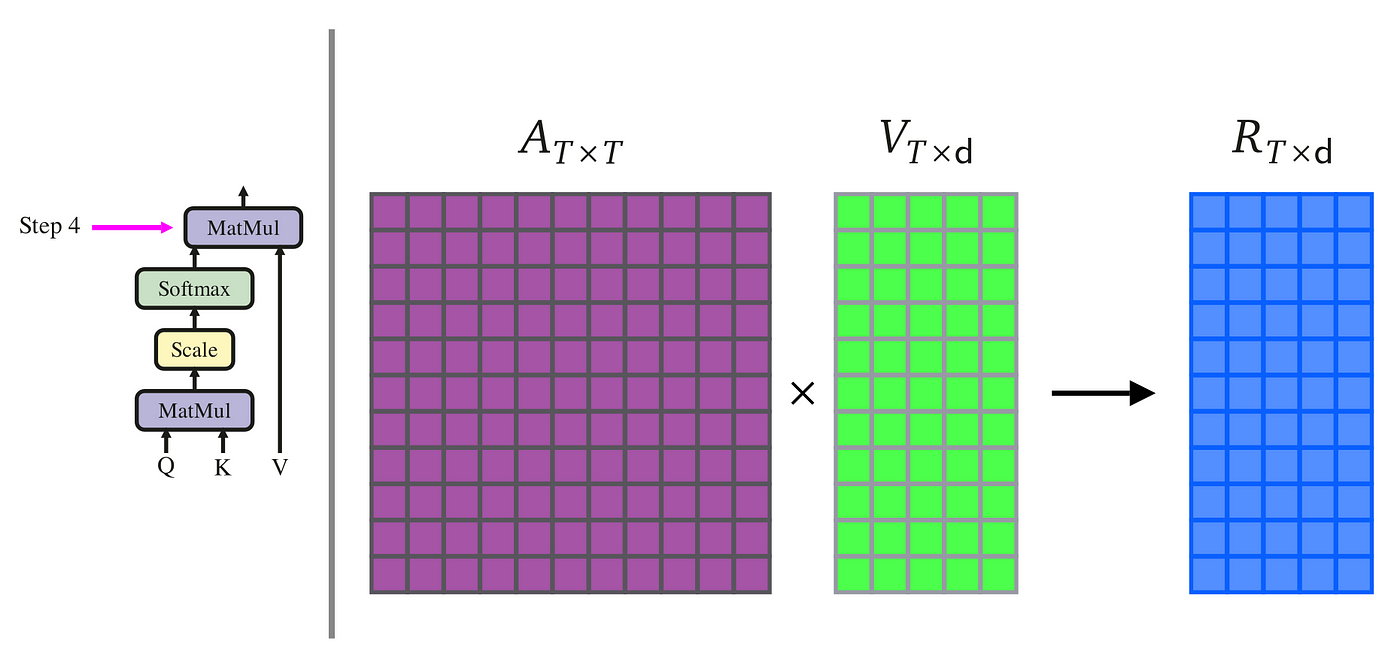 Step 4
MatMul
Softmax
Scale
MatMul
Q K V
A_{T×T}
×
V_{T×d}
R_{T×d}